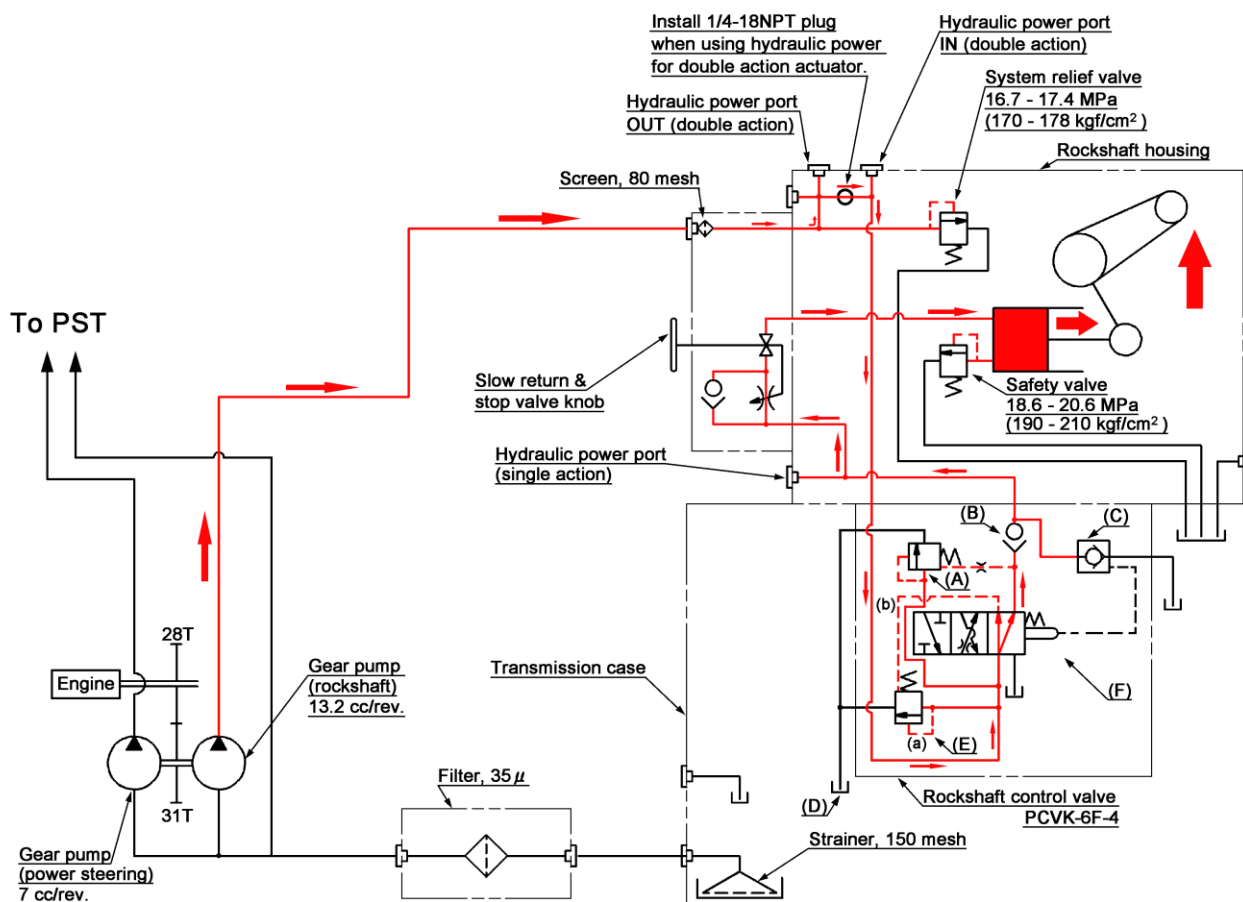 Install 1/4-18NPT plug
when using hydraulic power
for double action actuator.
Hydraulic power port
IN (double action)
System relief valve
16.7 - 17.4 MPa
(170 - 178 kgf/cm²)
Hydraulic power port
OUT (double action)
Rockshaft housing
Screen, 80 mesh
To PST
Slow return &
stop valve knob
Safety valve
18.6 - 20.6 MPa
(190 - 210 kgf/cm²)
Hydraulic power port
(single action)
(B)
(C)
(A)
(b)
28T
Engine
Gear pump
(rockshaft)
13.2 cc/rev.
Transmission case
(F)
(a)
(E)
31T
Filter, 35μ
(D)
Rockshaft control valve
PCVK-6F-4
Gear pump
(power steering)
7 cc/rev.
Strainer, 150 mesh